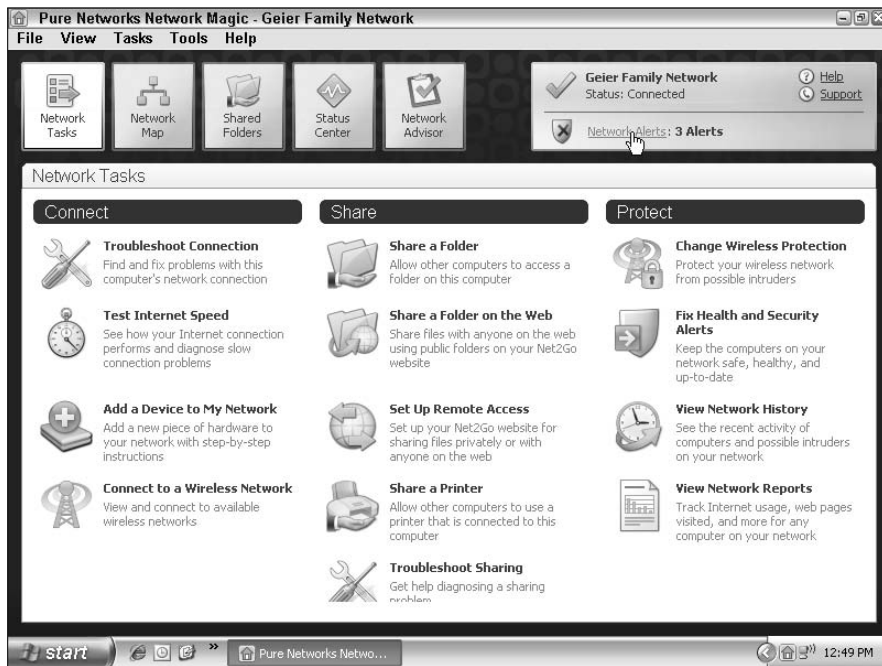 Pure Networks Network Magic - Geier Family Network
File View Tasks Tools Help
Network
Tasks
Network
Map
Shared
Folders
Status
Center
Network
Advisor
Geier Family Network
Status: Connected
Help
Support
Network Alerts: 3 Alerts
Network Tasks
Connect
Troubleshoot Connection
Find and fix problems with this
computer's network connection
Test Internet Speed
See how your Internet connection
performs and diagnose slow
connection problems
Add a Device to My Network
Add a new piece of hardware to
your network with step-by-step
instructions
Connect to a Wireless Network
View and connect to available
wireless networks
Share
Share a Folder
Allow other computers to access a
folder on this computer
Share a Folder on the Web
Share files with anyone on the web
using public folders on your Net2Go
website
Set Up Remote Access
Set up your Net2Go website for
sharing files privately or with
anyone on the web
Share a Printer
Allow other computers to use a
printer that is connected to this
computer
Troubleshoot Sharing
Get help diagnosing a sharing
problem
Protect
Change Wireless Protection
Protect your wireless network
from possible intruders
Fix Health and Security
Alerts
Keep the computers on your
network safe, healthy, and
up-to-date
View Network History
See the recent activity of
computers and possible intruders
on your network
View Network Reports
Track Internet usage, web pages
visited, and more for any
computer on your network
start
»
Pure Networks Netwo...
12:49 PM